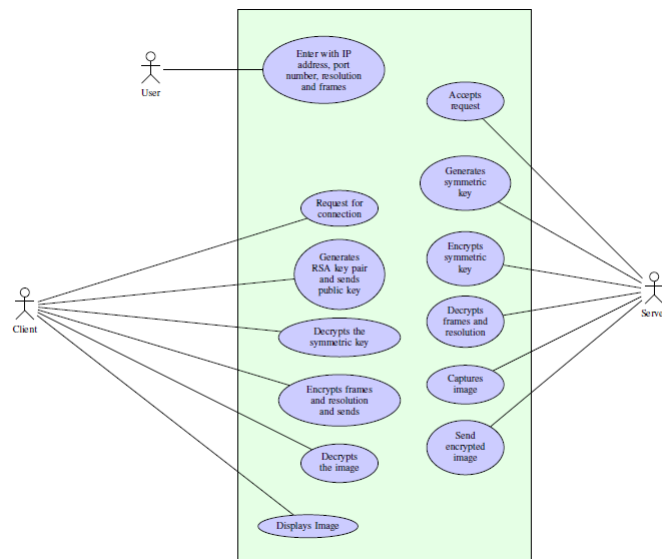 Enter with IP
address, port
number, resolution
and frames
User
Accepts
request
Generates
symmetric
key
Request for
connection
Generates
RSA key pair
and sends
public key
Encrypts
symmetric
key
Client
Server
Decrypts the
symmetric key
Decrypts
frames and
resolution
Encrypts frames
and resolution
and sends
Captures
image
Decrypts
the image
Send
encrypted
image
Displays Image